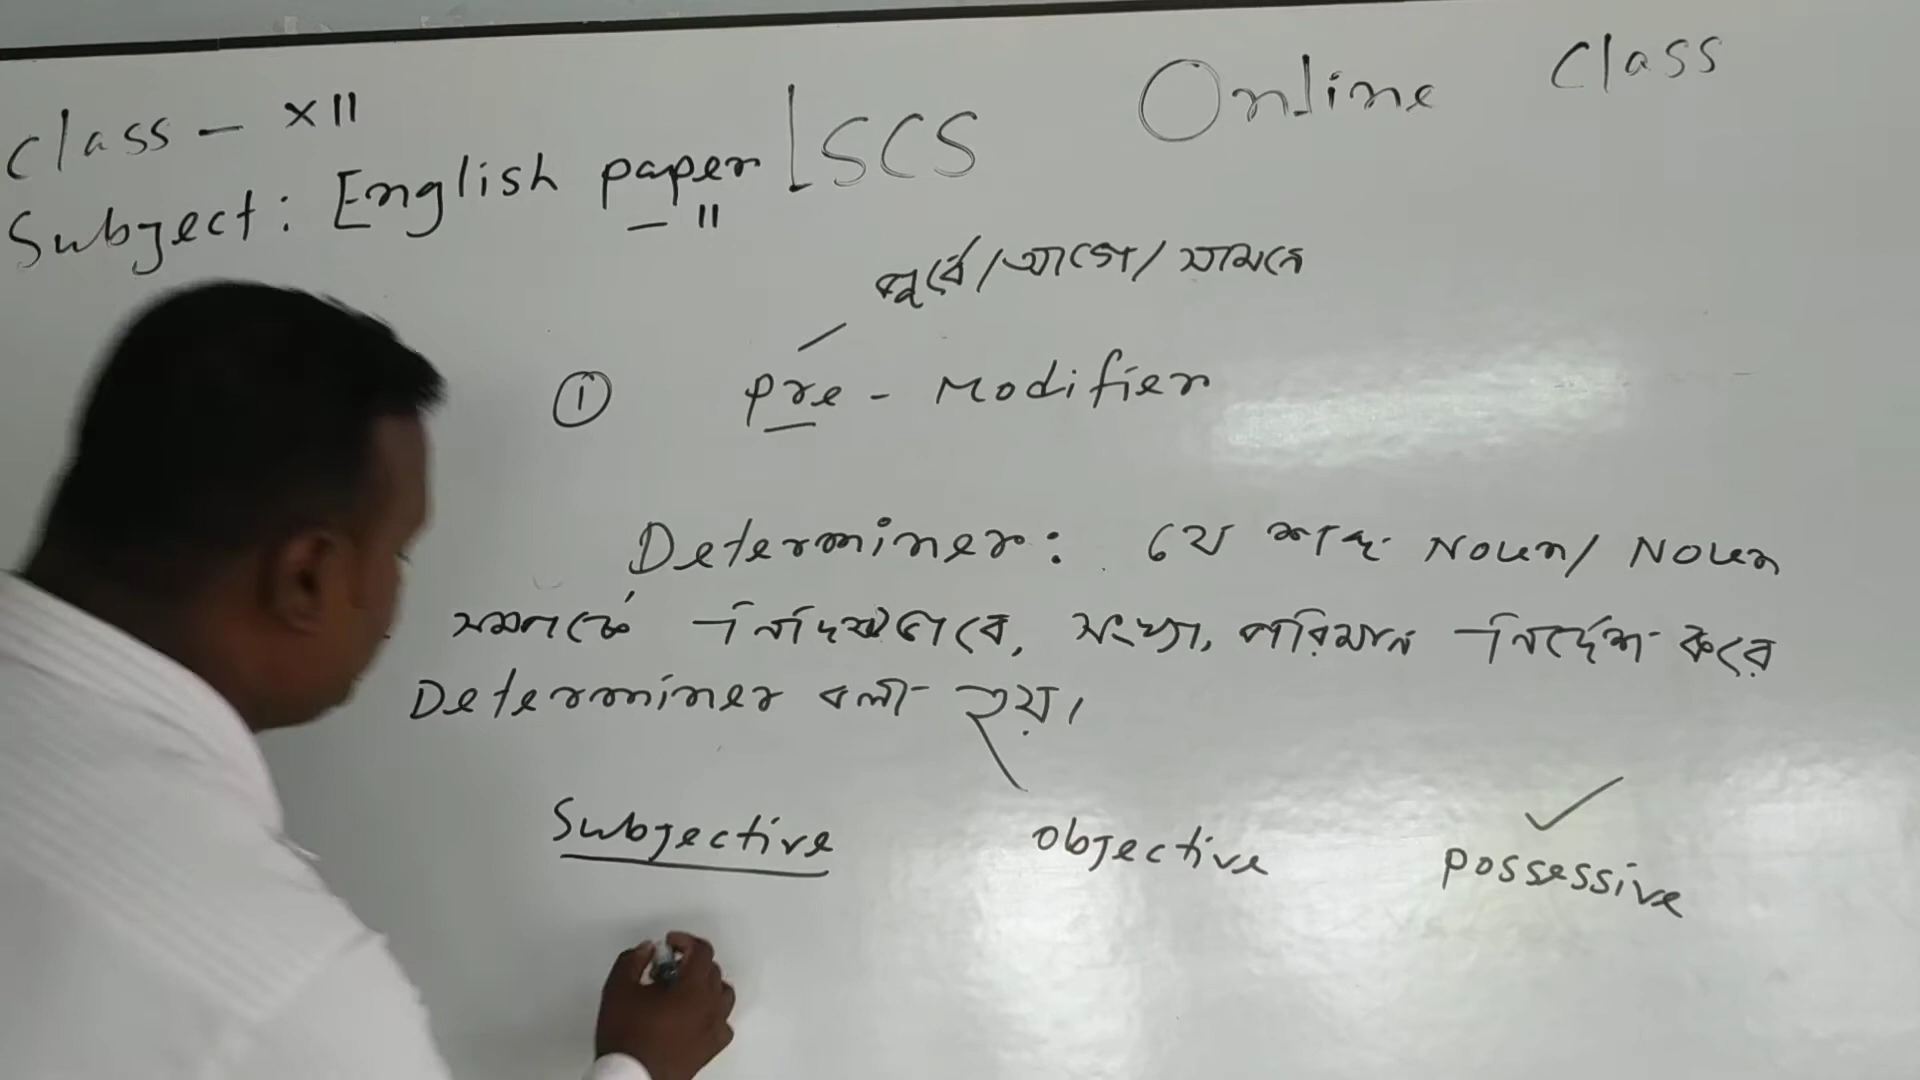 Class - XII
LSCS Online Class
Subject: English paper
- II
পূর্বে/আগে/সামনে
① Pre - Modifier
Determiner: যে শব্দ Noun/ Noun
নির্দিষ্টভাবে, সংখ্যা, পরিমান নির্দেশ করে
Determiner বলা হয়।
Subjective Objective Possessive